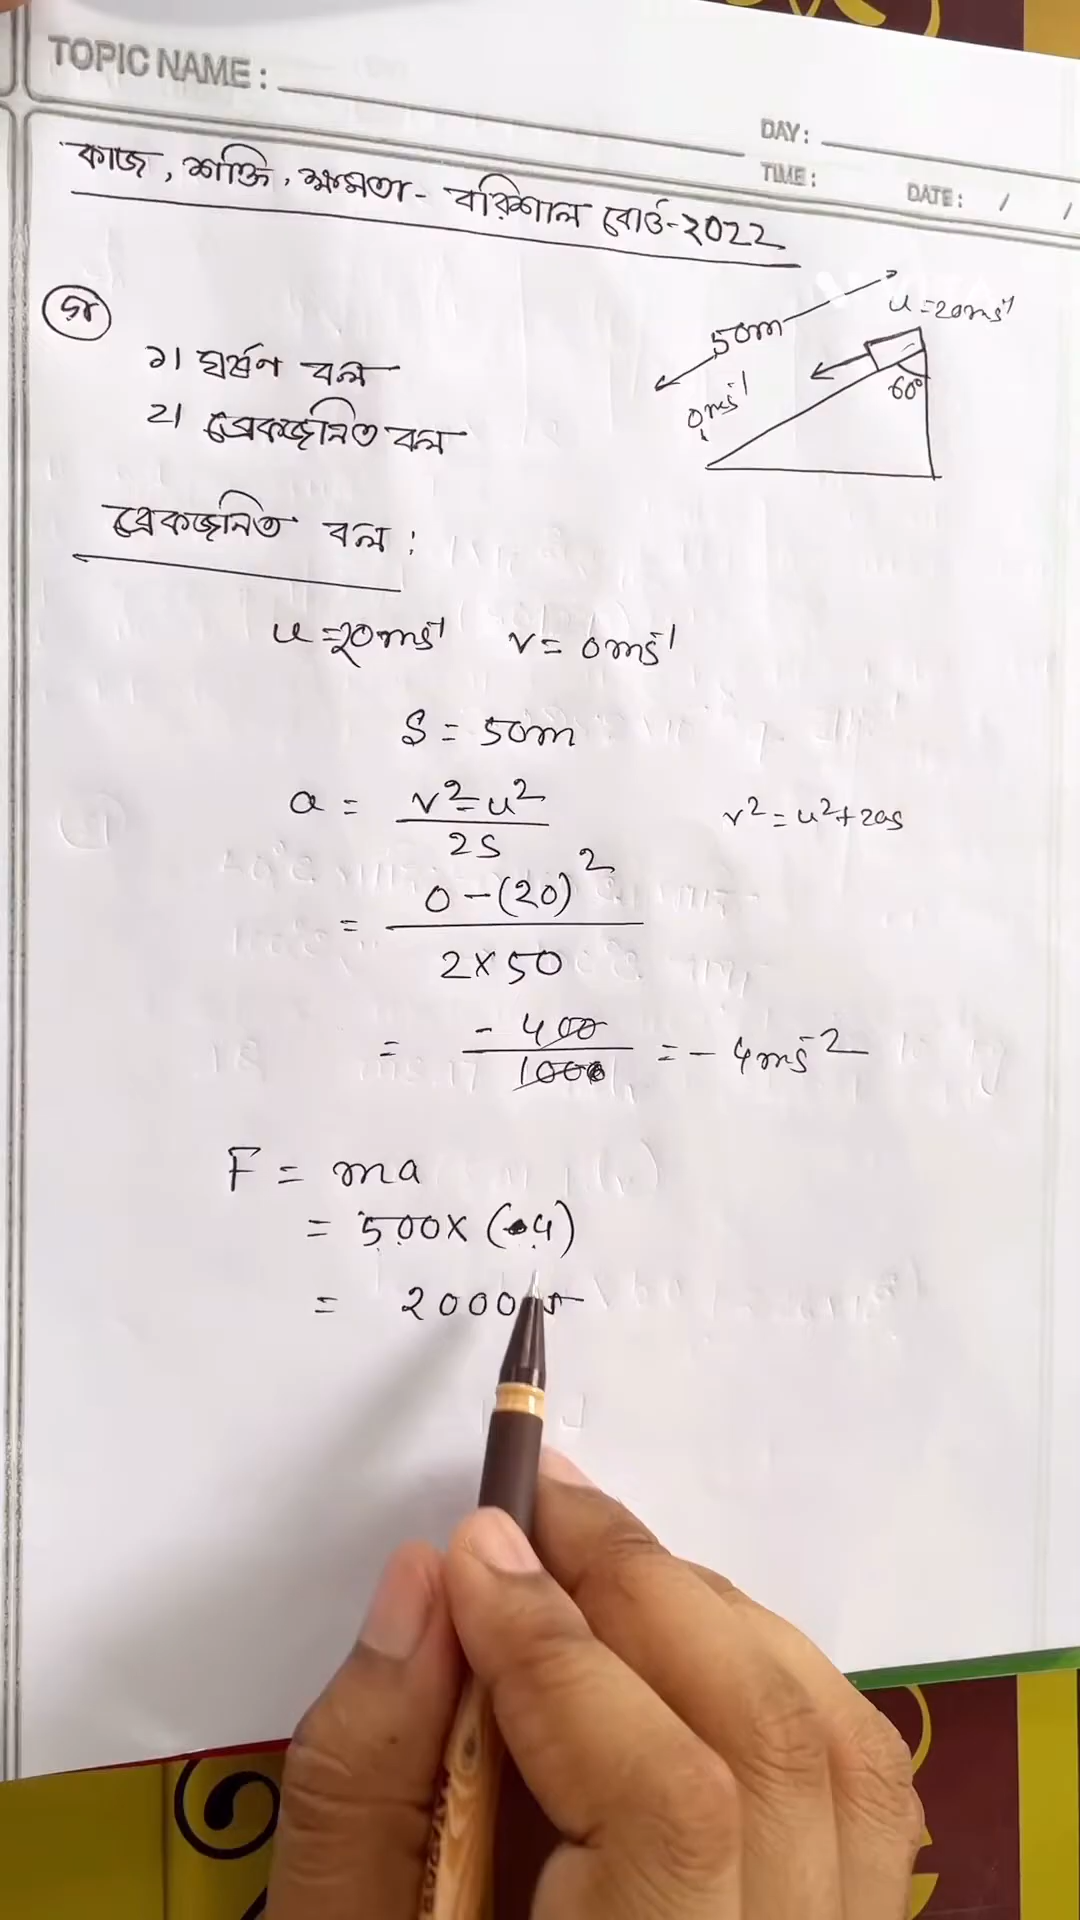 TOPIC NAME :
DAY :
TIME :
DATE : / /
কাজ, শক্তি, ক্ষমতা - বরিশাল বোর্ড-২022
গ
১। ঘর্ষণ বল
২। ব্রেকজনিত বল
50m
u = 20ms⁻¹
60°
0ms⁻¹
ব্রেকজনিত বল :
u = 20ms⁻¹ v = 0ms⁻¹
S = 50m
a = v² - u² / 2S
v² = u² + 2as
= 0 - (20)² / 2 × 50
= - 400 / 1000 = - 4ms⁻²
F = ma
= 500 × (-4)
= 2000